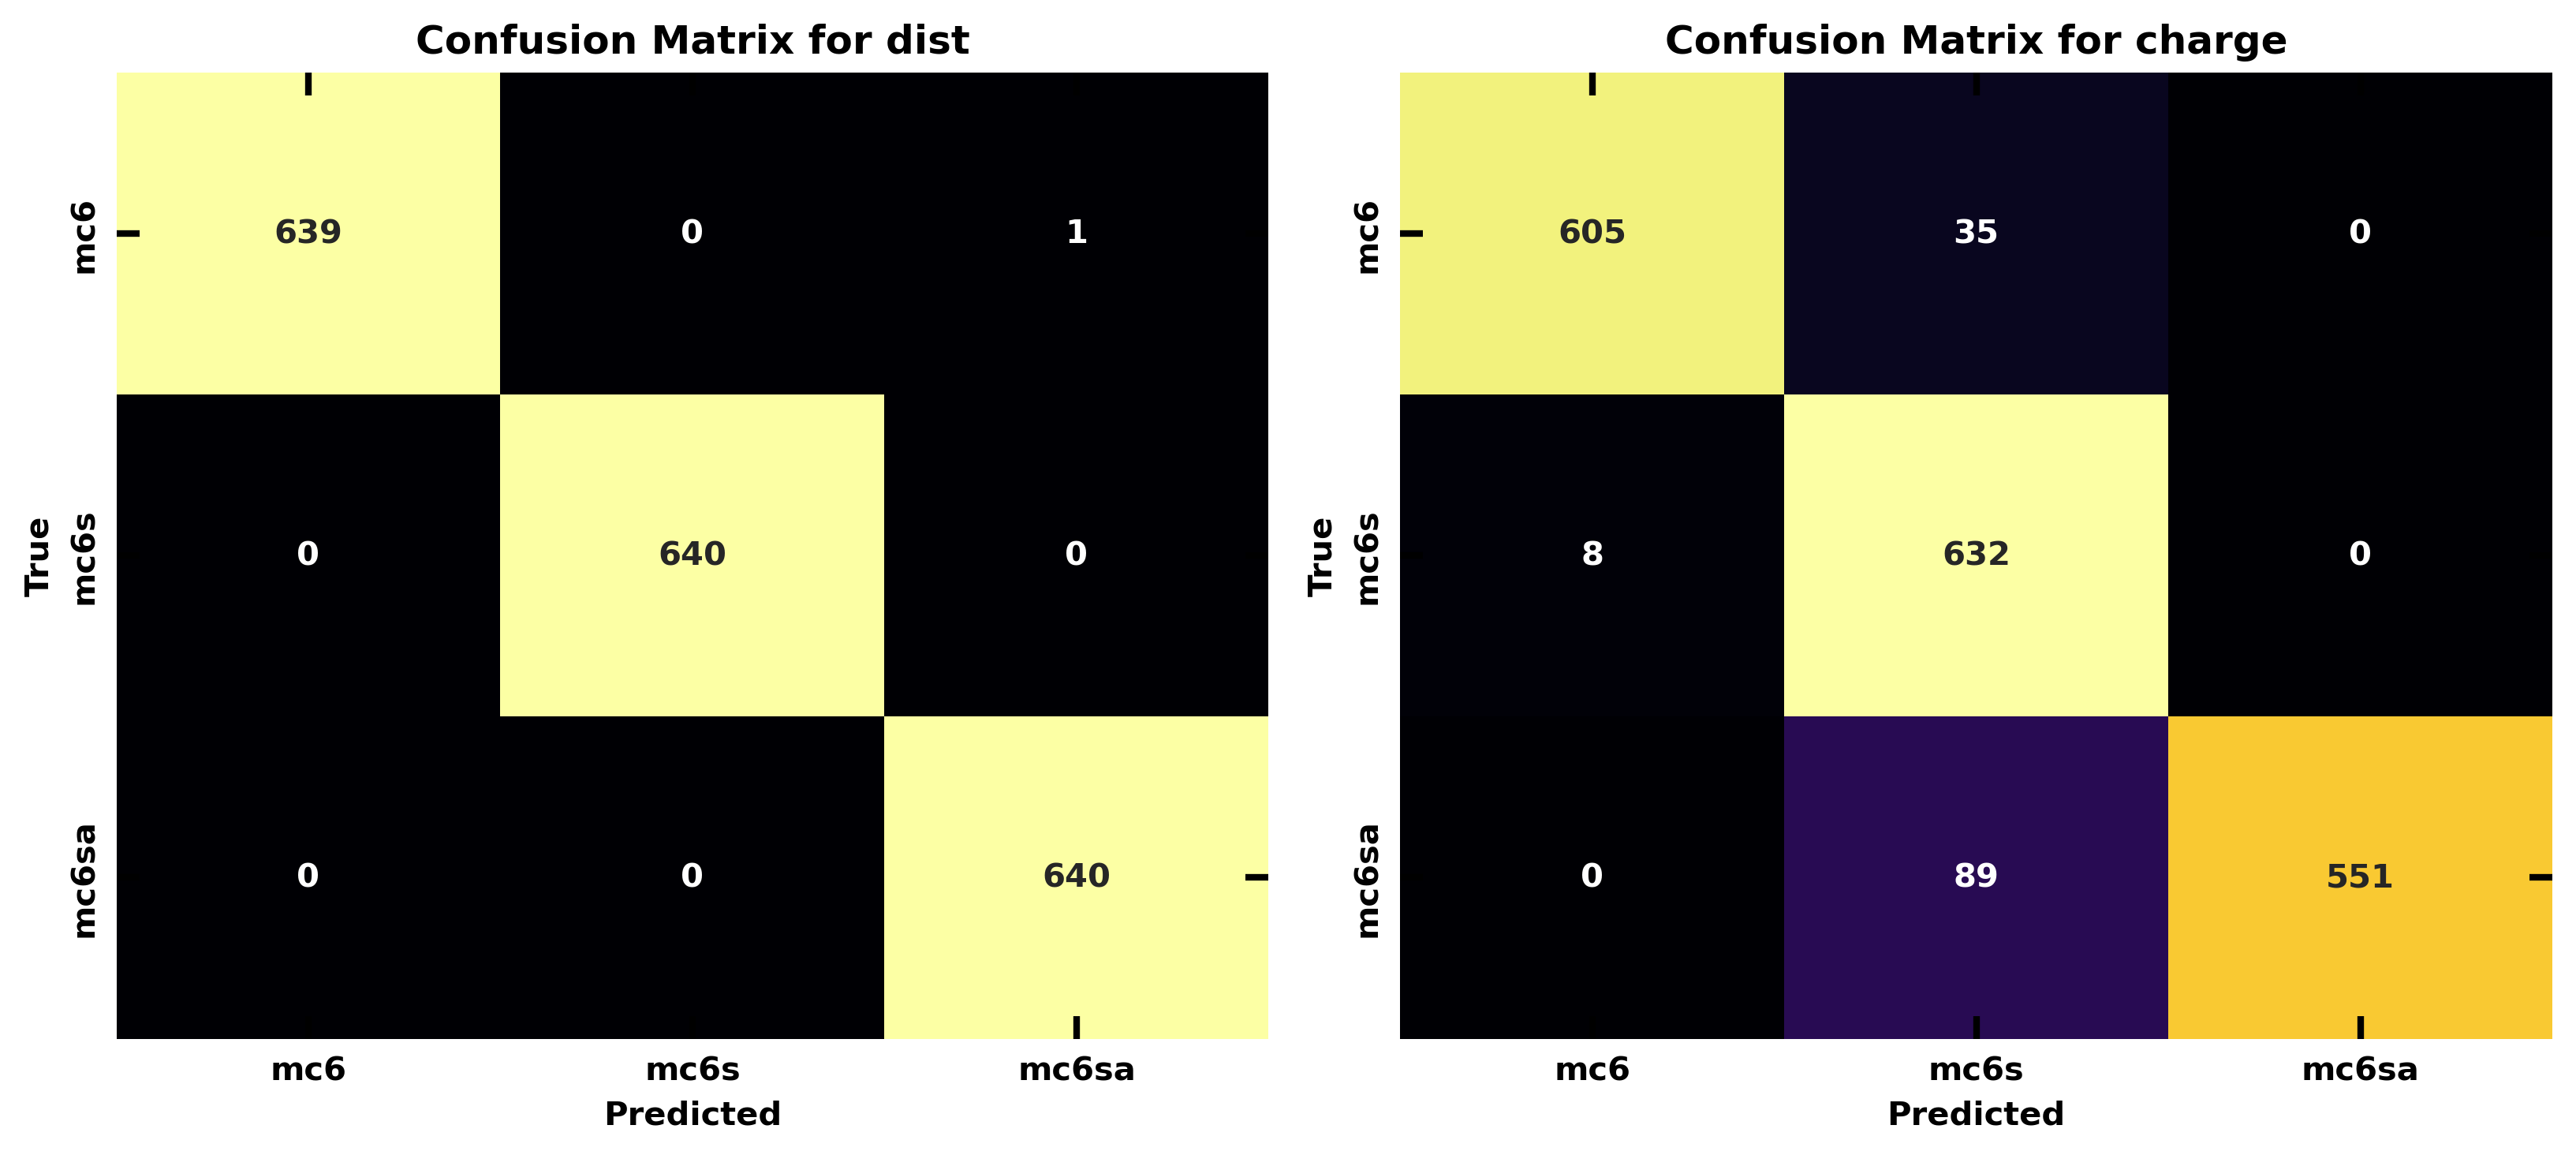 Confusion Matrix for dist
True
mc6
639 0 1
mc6s
0 640 0
mc6sa
0 0 640
mc6 mc6s mc6sa
Predicted
Confusion Matrix for charge
True
mc6
605 35 0
mc6s
8 632 0
mc6sa
0 89 551
mc6 mc6s mc6sa
Predicted